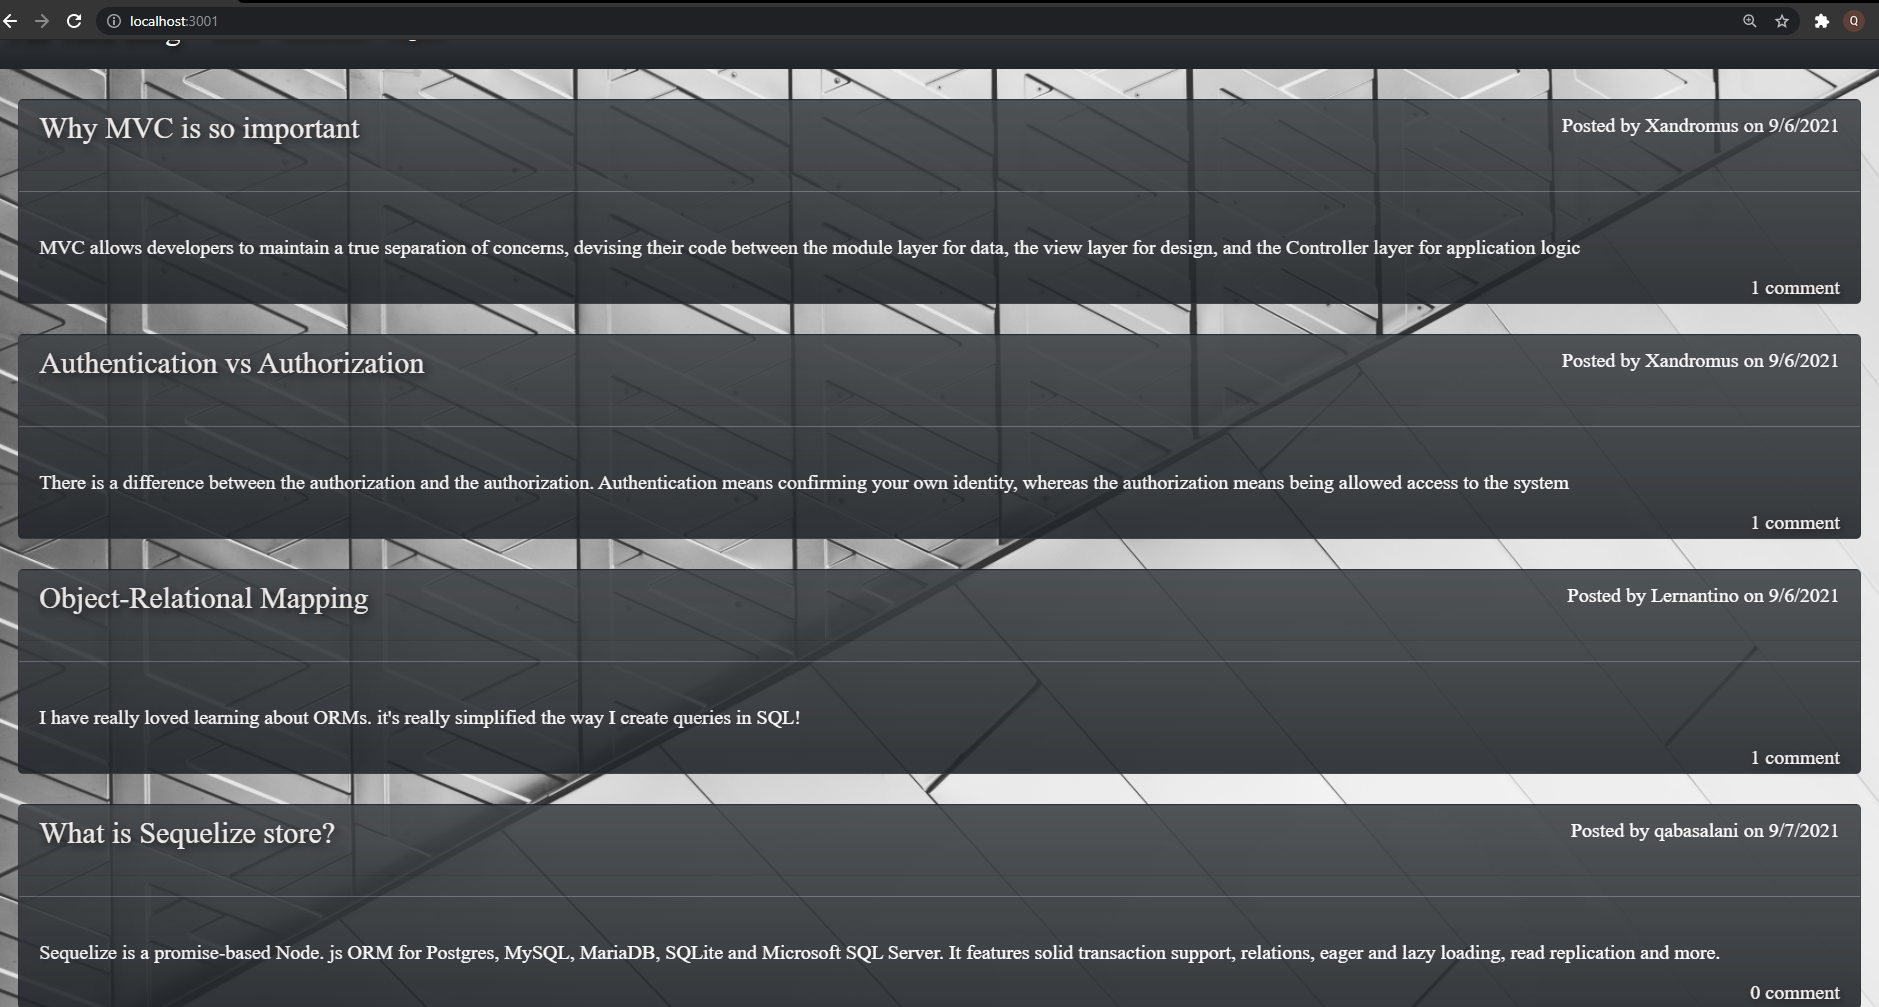 localhost:3001
Q
Why MVC is so important
Posted by Xandromus on 9/6/2021
MVC allows developers to maintain a true separation of concerns, devising their code between the module layer for data, the view layer for design, and the Controller layer for application logic
1 comment
Authentication vs Authorization
Posted by Xandromus on 9/6/2021
There is a difference between the authorization and the authorization. Authentication means confirming your own identity, whereas the authorization means being allowed access to the system
1 comment
Object-Relational Mapping
Posted by Lernantino on 9/6/2021
I have really loved learning about ORMs. it's really simplified the way I create queries in SQL!
1 comment
What is Sequelize store?
Posted by qabasalani on 9/7/2021
Sequelize is a promise-based Node. js ORM for Postgres, MySQL, MariaDB, SQLite and Microsoft SQL Server. It features solid transaction support, relations, eager and lazy loading, read replication and more.
0 comment